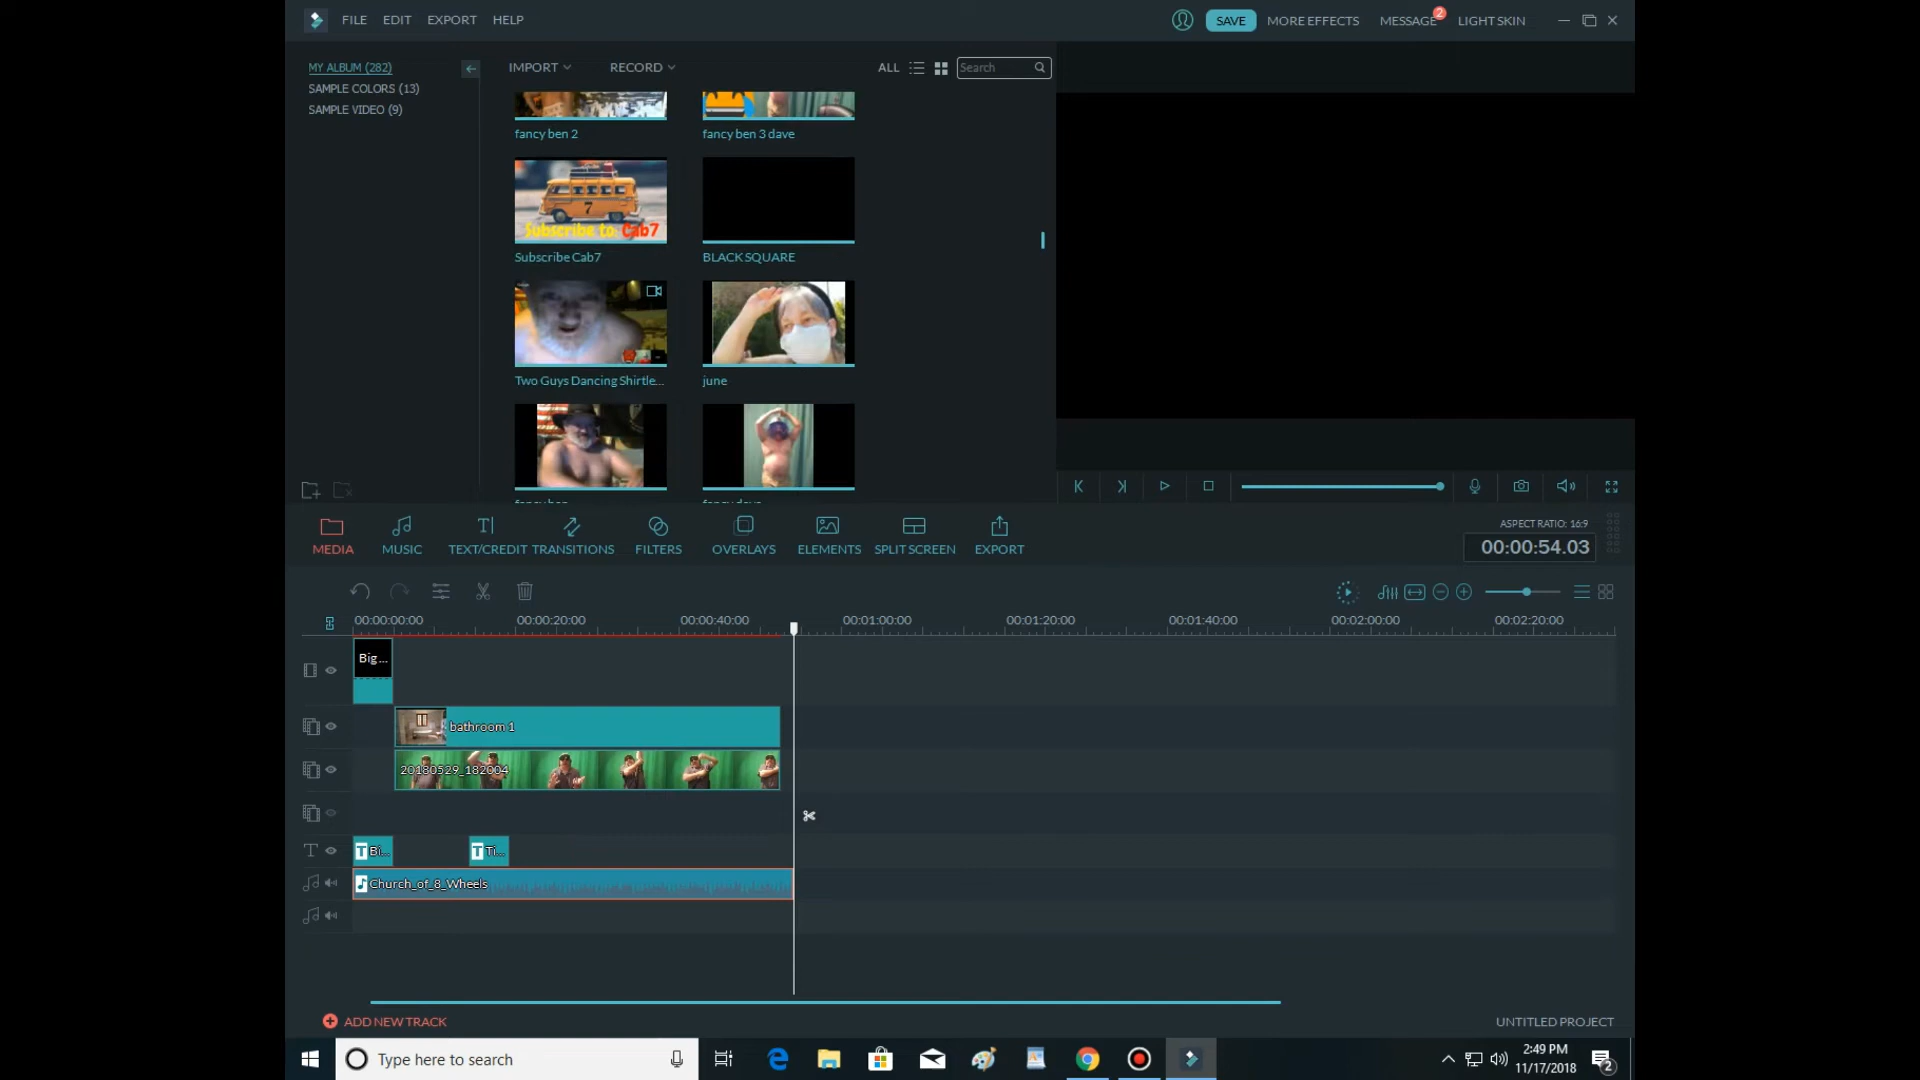 FILE EDIT EXPORT HELP
SAVE MORE EFFECTS MESSAGE 2 LIGHT SKIN
MY ALBUM (282)
SAMPLE COLORS (13)
SAMPLE VIDEO (9)
IMPORT RECORD ALL Search
fancy ben 2 fancy ben 3 dave
7
Subscribe to Cab7
Subscribe Cab7 BLACK SQUARE
Two Guys Dancing Shirtle... june
MEDIA MUSIC TEXT/CREDIT TRANSITIONS FILTERS OVERLAYS ELEMENTS SPLIT SCREEN EXPORT
ASPECT RATIO: 16:9
00:00:54.03
00:00:00:00 00:00:20:00 00:00:40:00 00:01:00:00 00:01:20:00 00:01:40:00 00:02:00:00 00:02:20:00
Big...
bathroom 1
20180529_182004
T Bi... T Ti...
Church_of_8_Wheels
ADD NEW TRACK UNTITLED PROJECT
Type here to search
2:49 PM
11/17/2018
2